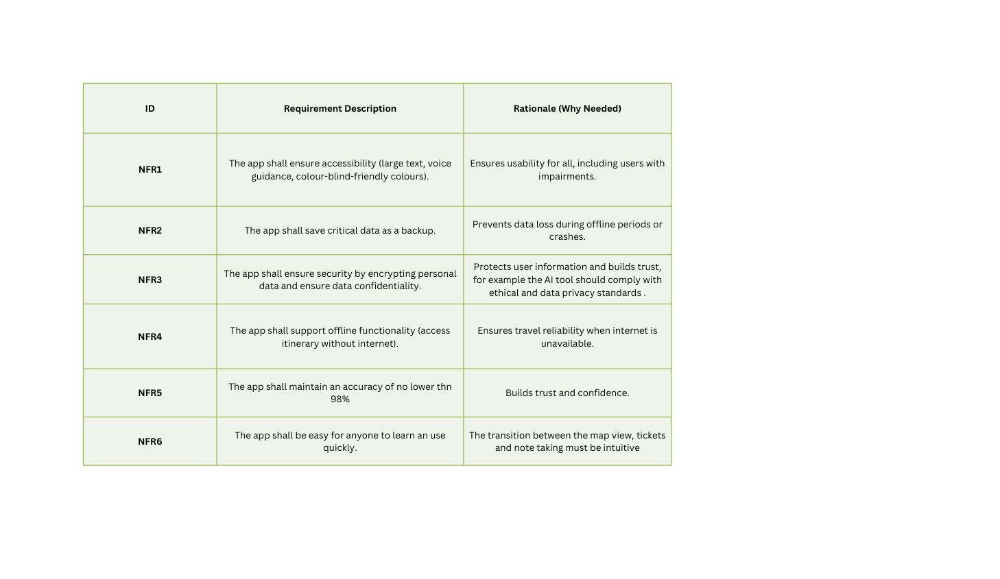 ID
Requirement Description
Rationale (Why Needed)
NFR1
The app shall ensure accessibility (large text, voice
guidance, colour-blind-friendly colours).
Ensures usability for all, including users with
impairments.
NFR2
The app shall save critical data as a backup.
Prevents data loss during offline periods or
crashes.
NFR3
The app shall ensure security by encrypting personal
data and ensure data confidentiality.
Protects user information and builds trust,
for example the AI tool should comply with
ethical and data privacy standards .
NFR4
The app shall support offline functionality (access
itinerary without internet).
Ensures travel reliability when internet is
unavailable.
NFR5
The app shall maintain an accuracy of no lower thn
98%
Builds trust and confidence.
NFR6
The app shall be easy for anyone to learn an use
quickly.
The transition between the map view, tickets
and note taking must be intuitive